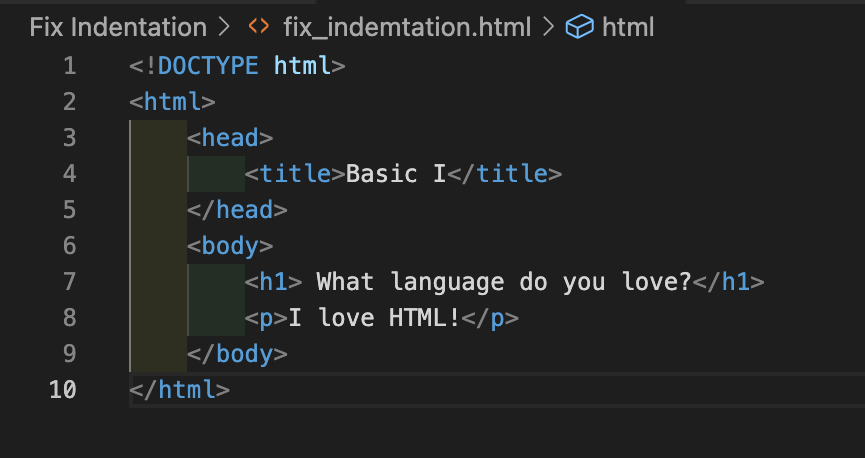 Fix Indentation > <> fix_indemtation.html > html
1 <!DOCTYPE html>
2 <html>
3     <head>
4         <title>Basic I</title>
5     </head>
6     <body>
7         <h1> What language do you love?</h1>
8         <p>I love HTML!</p>
9     </body>
10 </html>